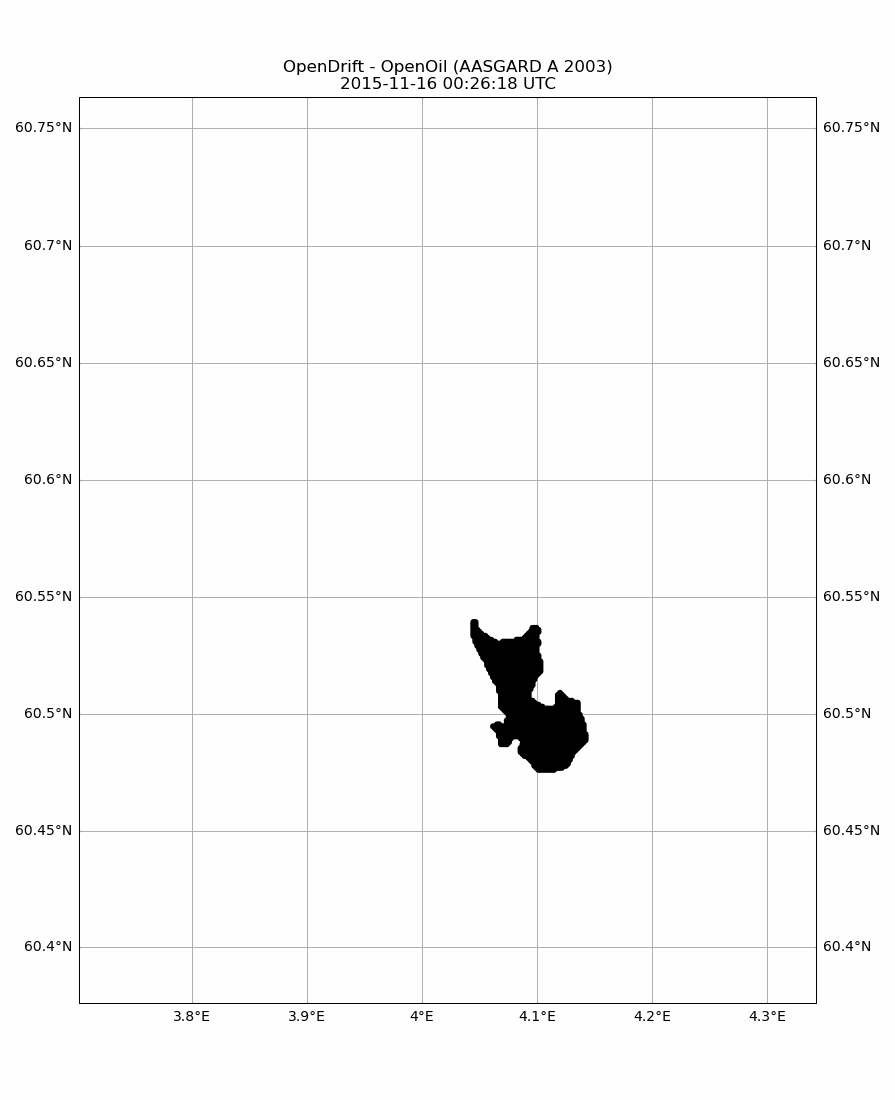 OpenDrift - OpenOil (AASGARD A 2003)
2015-11-16 00:26:18 UTC
60.75°N 60.75°N
60.7°N 60.7°N
60.65°N 60.65°N
60.6°N 60.6°N
60.55°N 60.55°N
60.5°N 60.5°N
60.45°N 60.45°N
60.4°N 60.4°N
3.8°E 3.9°E 4°E 4.1°E 4.2°E 4.3°E